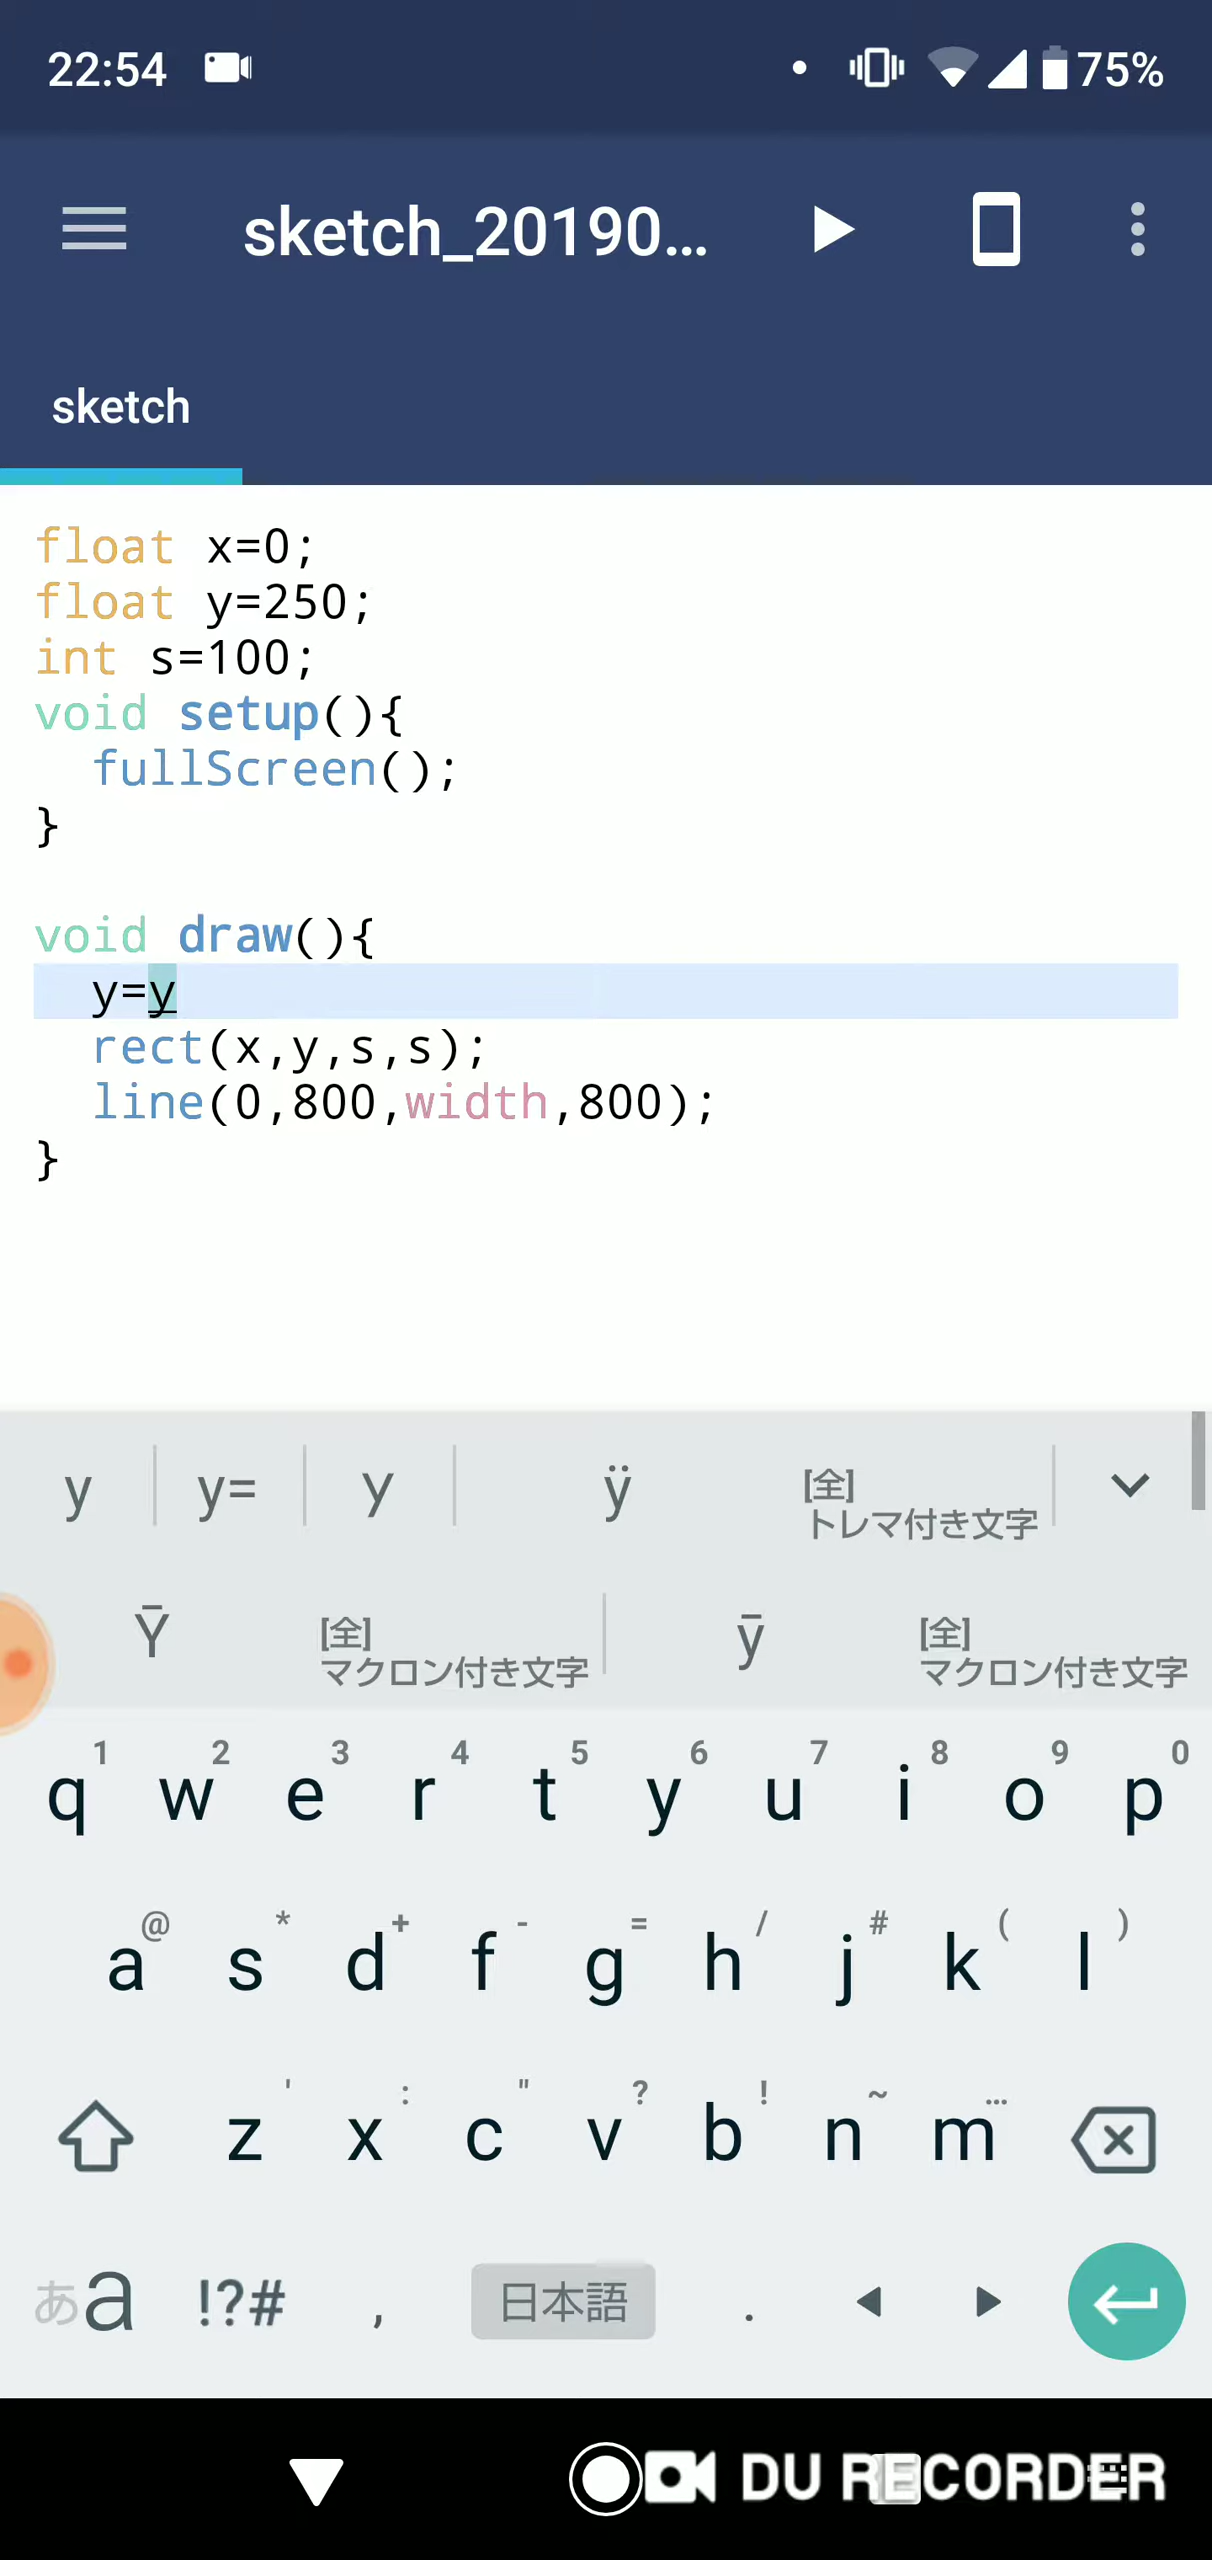 22:54 75%
sketch_20190...
sketch
float x=0;
float y=250;
int s=100;
void setup(){
  fullScreen();
}
void draw(){
  y=y
  rect(x,y,s,s);
  line(0,800,width,800);
}
y y= Y ÿ [全]トレマ付き文字
Ȳ [全]マクロン付き文字 ȳ [全]マクロン付き文字
1 2 3 4 5 6 7 8 9 0
q w e r t y u i o p
@ * + - = / # ( )
a s d f g h j k l
' : " ? ! ~ …
z x c v b n m
あa !?# , 日本語 .
DU RECORDER